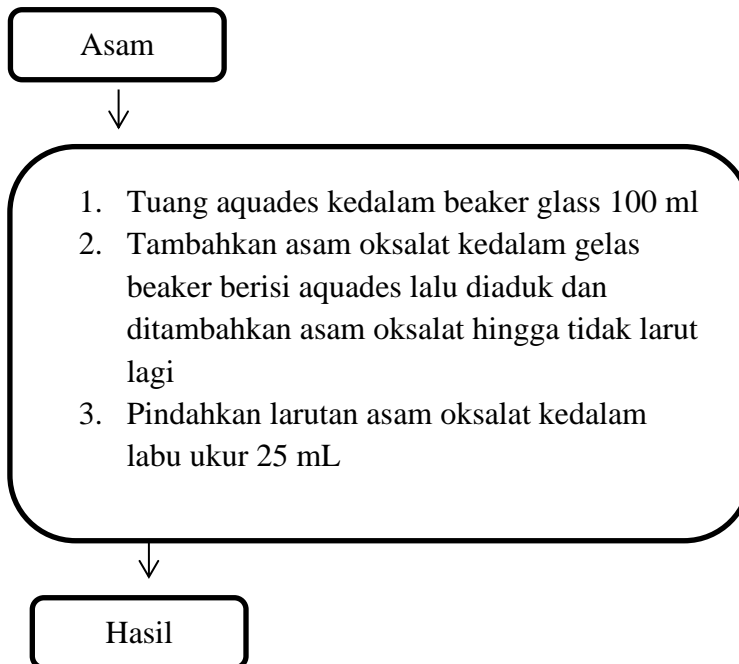 Asam
1. Tuang aquades kedalam beaker glass 100 ml
2. Tambahkan asam oksalat kedalam gelas
beaker berisi aquades lalu diaduk dan
ditambahkan asam oksalat hingga tidak larut
lagi
3. Pindahkan larutan asam oksalat kedalam
labu ukur 25 mL
Hasil